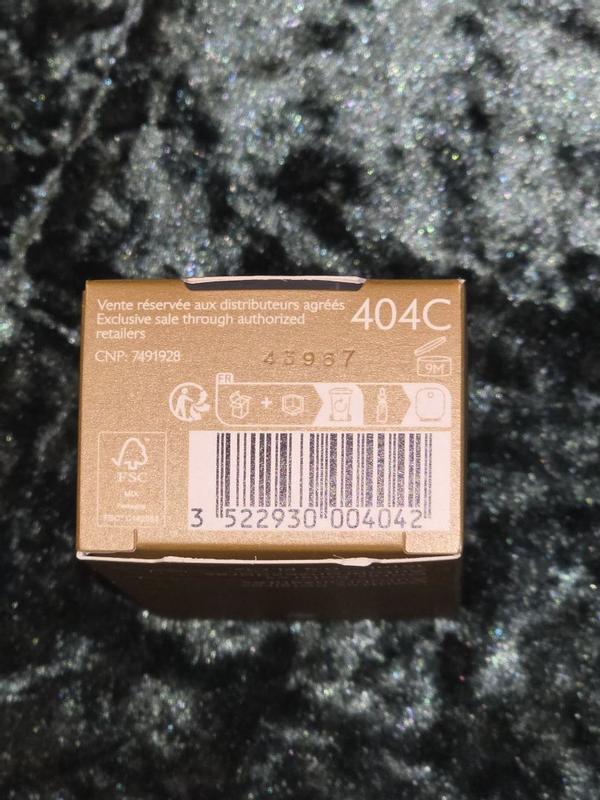 Vente réservée aux distributeurs agréés
Exclusive sale through authorized
retailers
404C
CNP: 7491928
43967
9M
FR
+
FSC
MIX
3 522930 004042